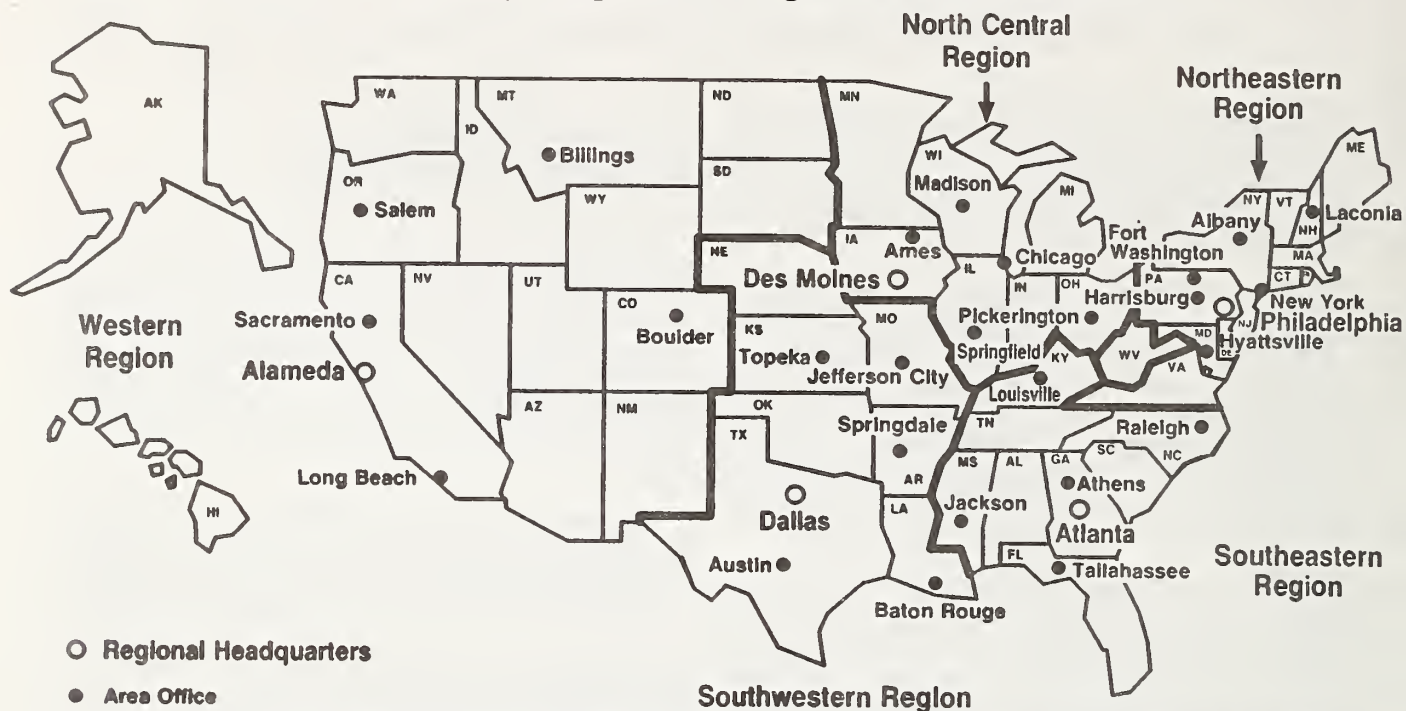 North Central
Region
Northeastern
Region
AK
WA
MT
ND
MN
ID
ME
WI
Billings
Madison
OR
SD
MI
NY
VT
Salem
WY
Albany
Laconia
NH
Fort
Washington
IA
Ames
Chicago
MA
NE
CA
NV
UT
Des Moines
IL
IN
OH
PA
CT
CO
Harrisburg
New York
Western
Region
Sacramento
Boulder
KS
MO
Pickerington
NJ
Philadelphia
MD
Hyattsville
DE
Topeka
Springfield
KY
WV
VA
Alameda
Jefferson City
Louisville
AZ
NM
OK
TN
TX
Springdale
Raleigh
SC
NC
Long Beach
MS
AL
GA
AR
Athens
HI
LA
Jackson
Dallas
Atlanta
Austin
FL
Tallahassee
Southeastern
Region
Baton Rouge
Regional Headquarters
Area Office
Southwestern Region